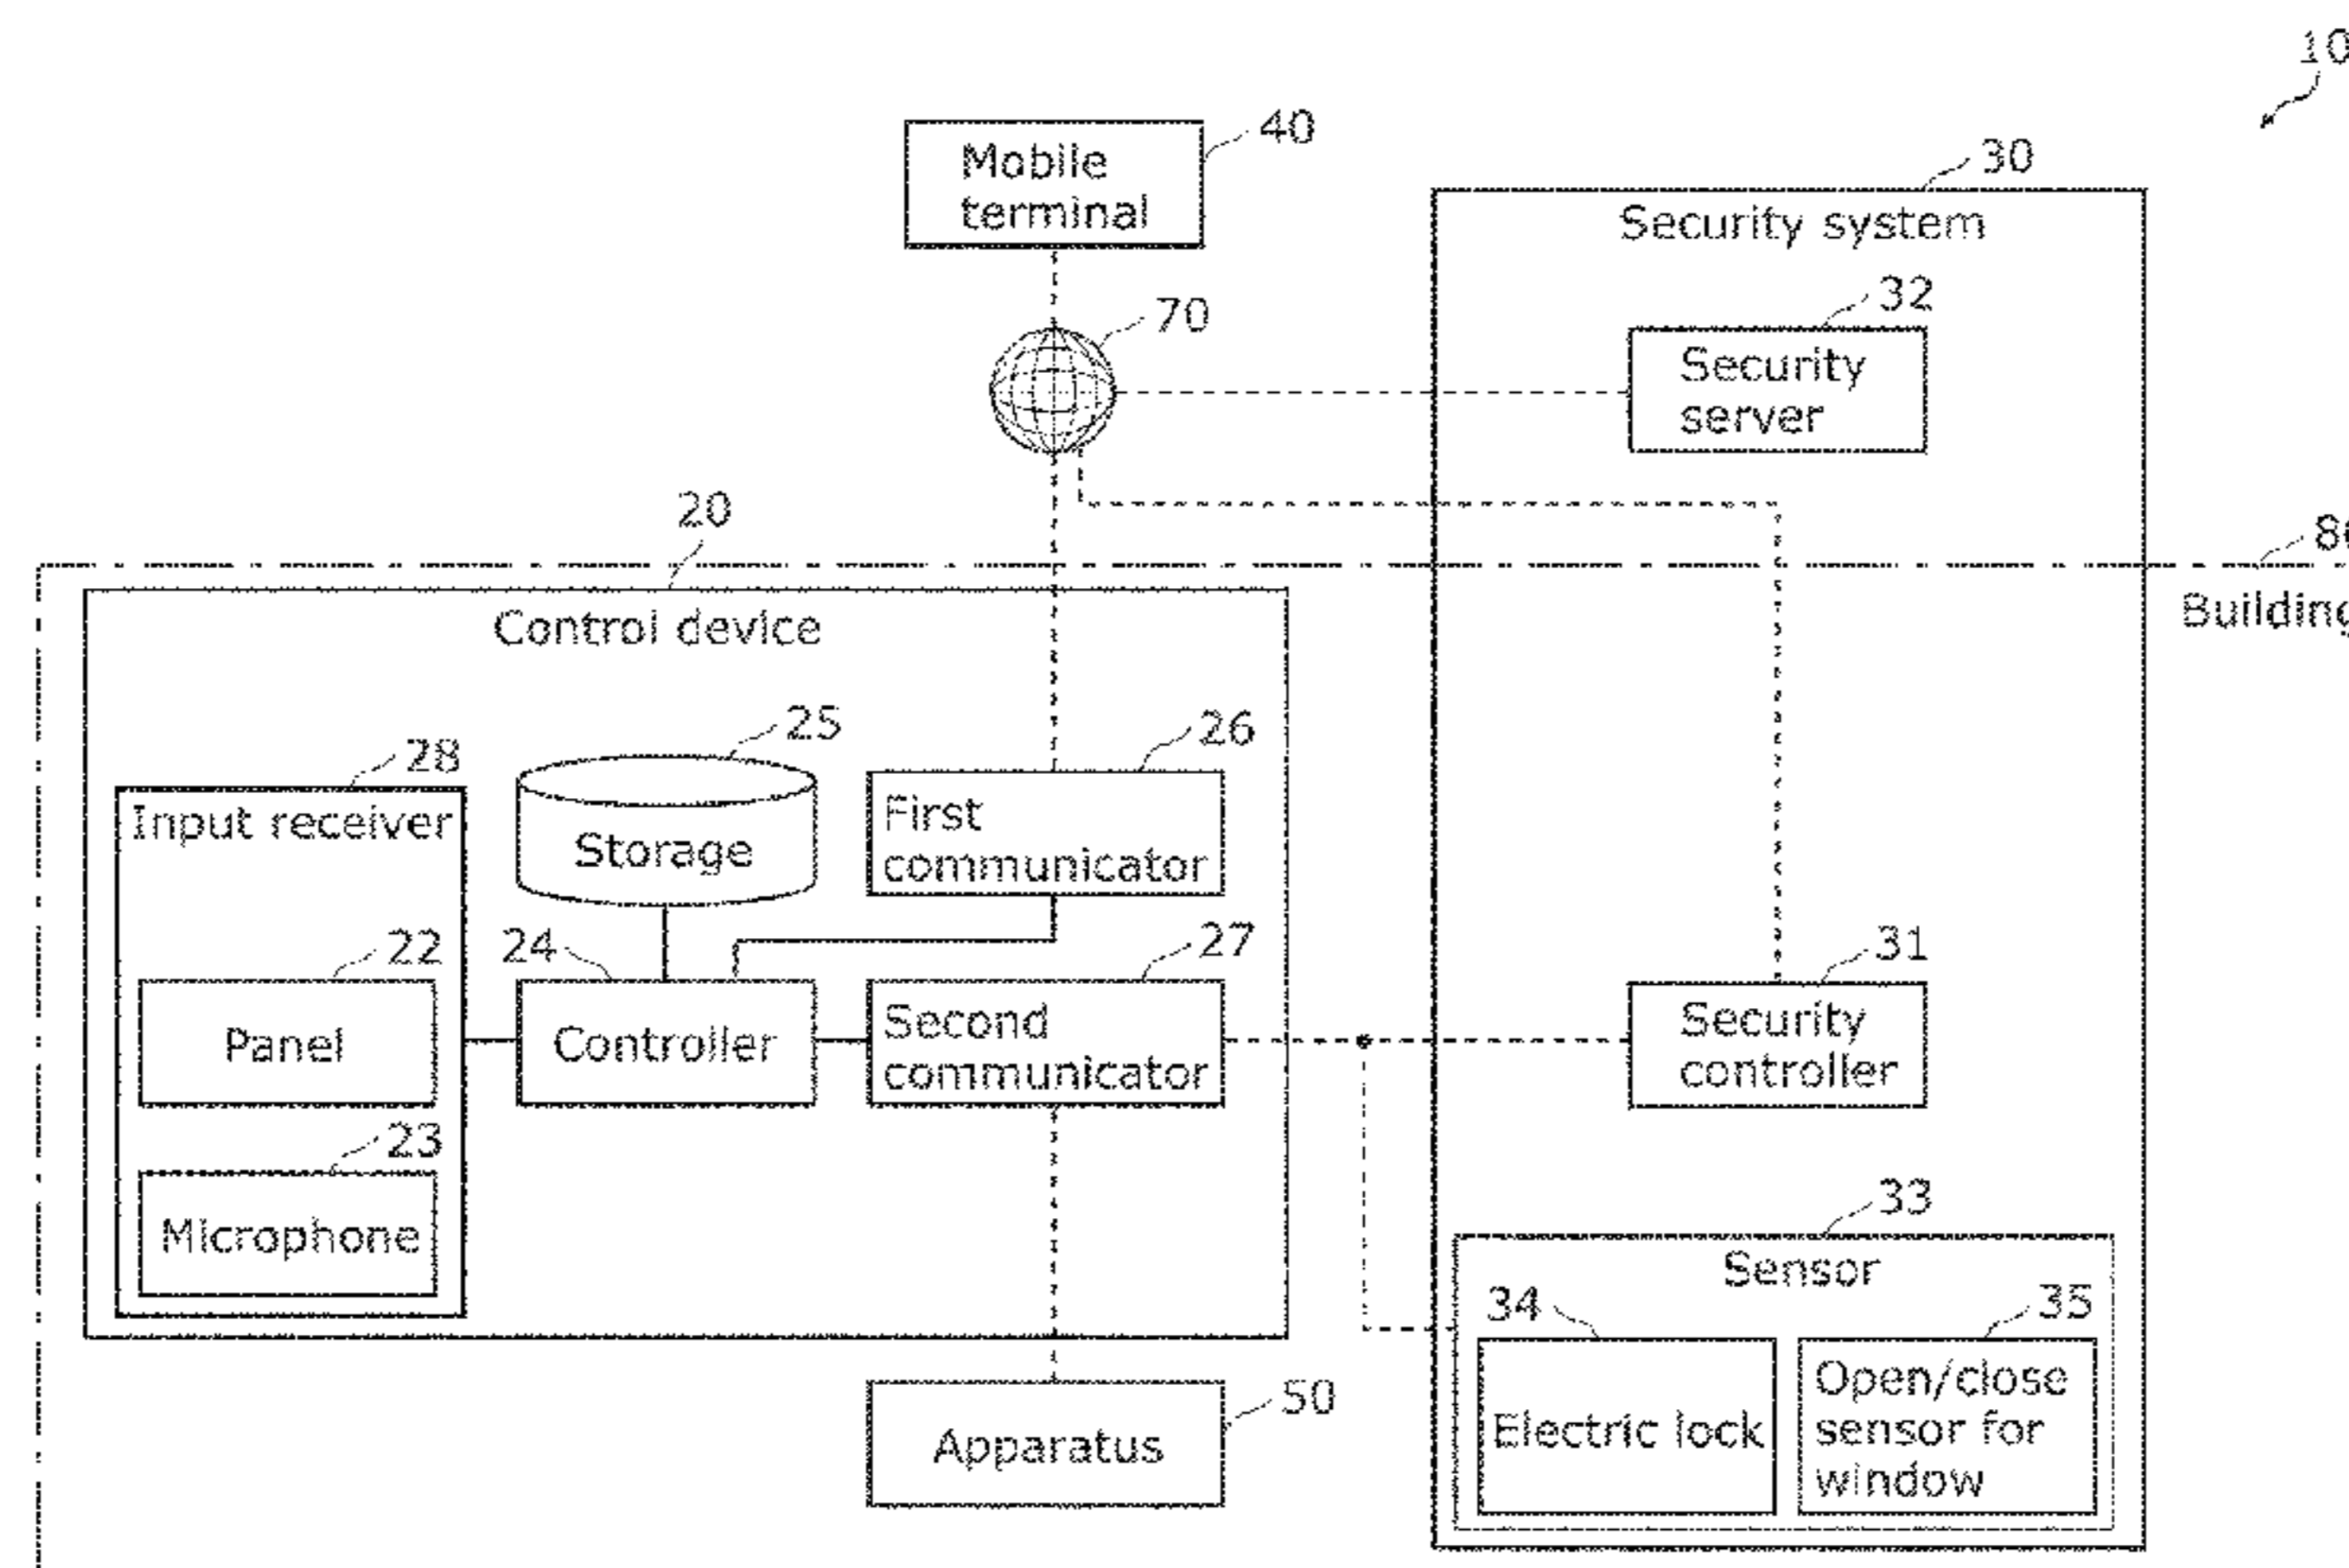 10
40
Mobile
terminal
30
Security system
70
32
Security
server
20
Building
Control device
25
26
28
Input receiver
Storage
First
communicator
22
24
27
31
Panel
Controller
Second
communicator
Security
controller
23
Microphone
33
Sensor
34
35
Electric lock
Open/close
sensor for
window
50
Apparatus